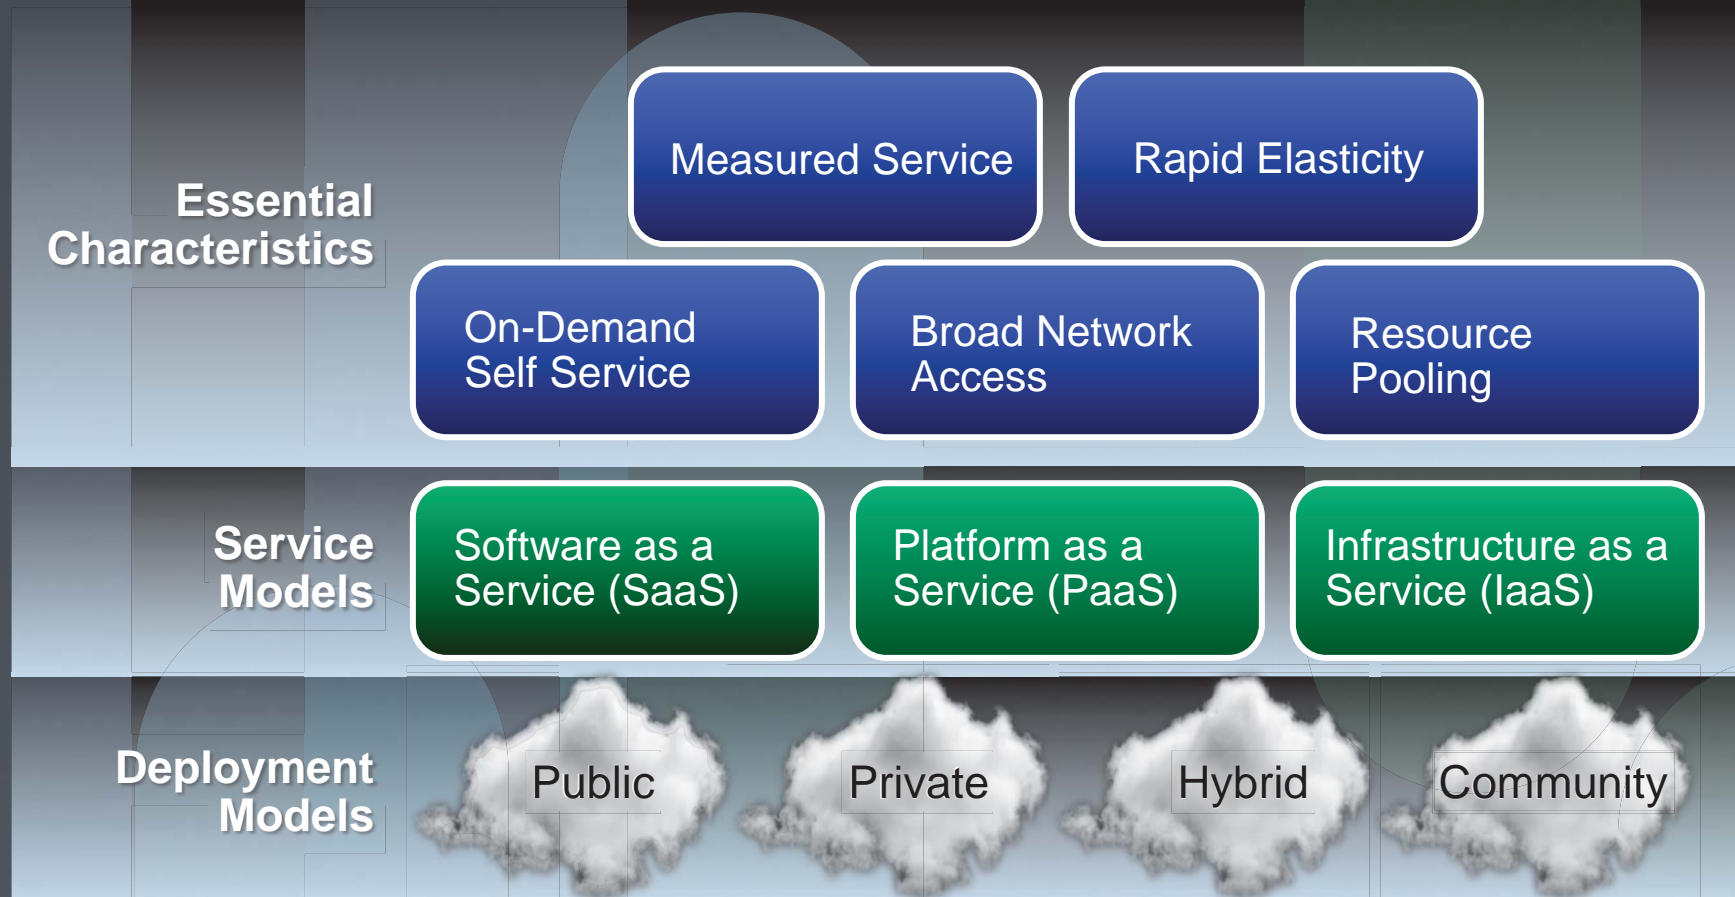 Measured Service
Rapid Elasticity
Essential
Characteristics
On-Demand
Self Service
Broad Network
Access
Resource
Pooling
Service
Models
Software as a
Service (SaaS)
Platform as a
Service (PaaS)
Infrastructure as a
Service (IaaS)
Deployment
Models
Public
Private
Hybrid
Community